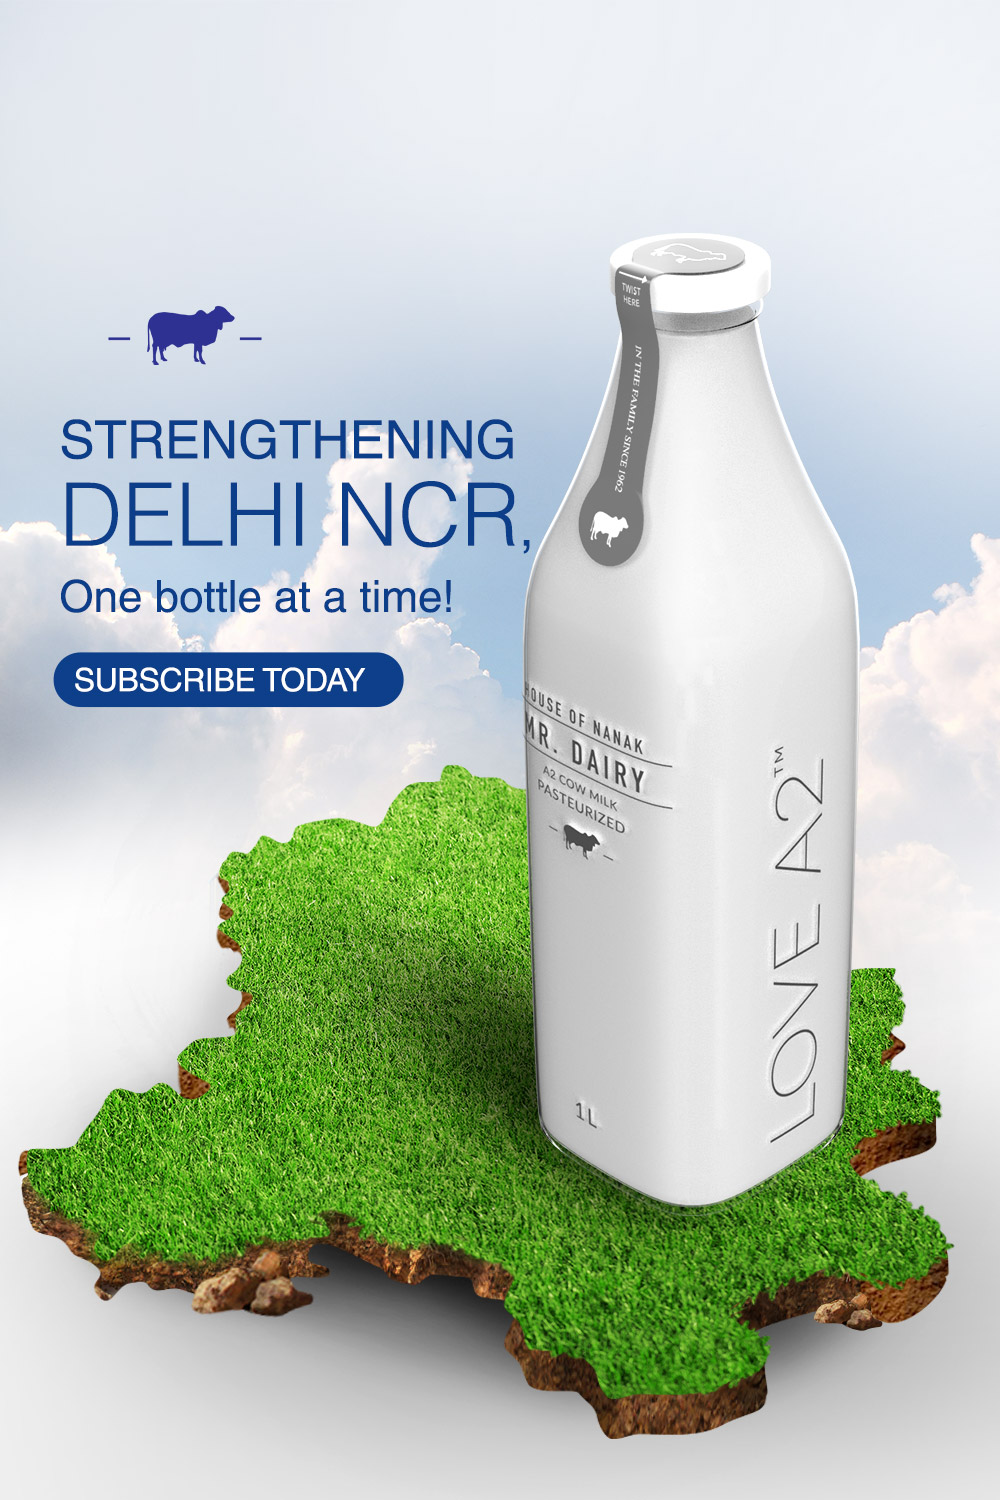 STRENGTHENING
DELHI NCR,
One bottle at a time!
SUBSCRIBE TODAY
TWIST
HERE
IN THE FAMILY SINCE 1962
HOUSE OF NANAK
MR. DAIRY
A2 COW MILK
PASTEURIZED
LOVE A2™
1L